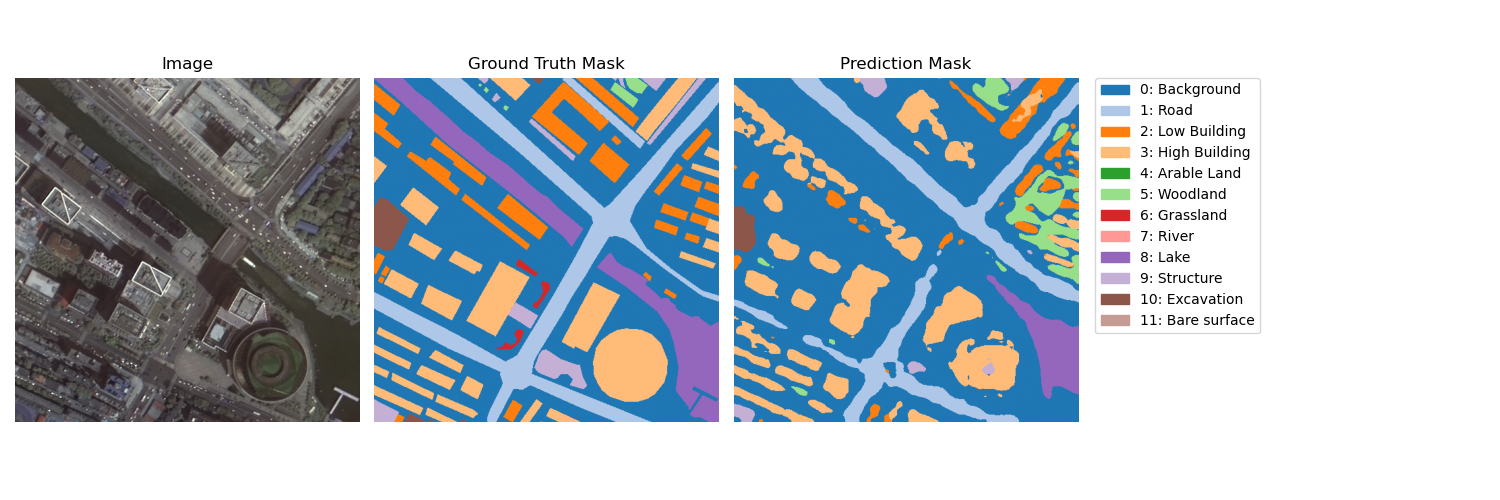 Image
Ground Truth Mask
Prediction Mask
0: Background
1: Road
2: Low Building
3: High Building
4: Arable Land
5: Woodland
6: Grassland
7: River
8: Lake
9: Structure
10: Excavation
11: Bare surface